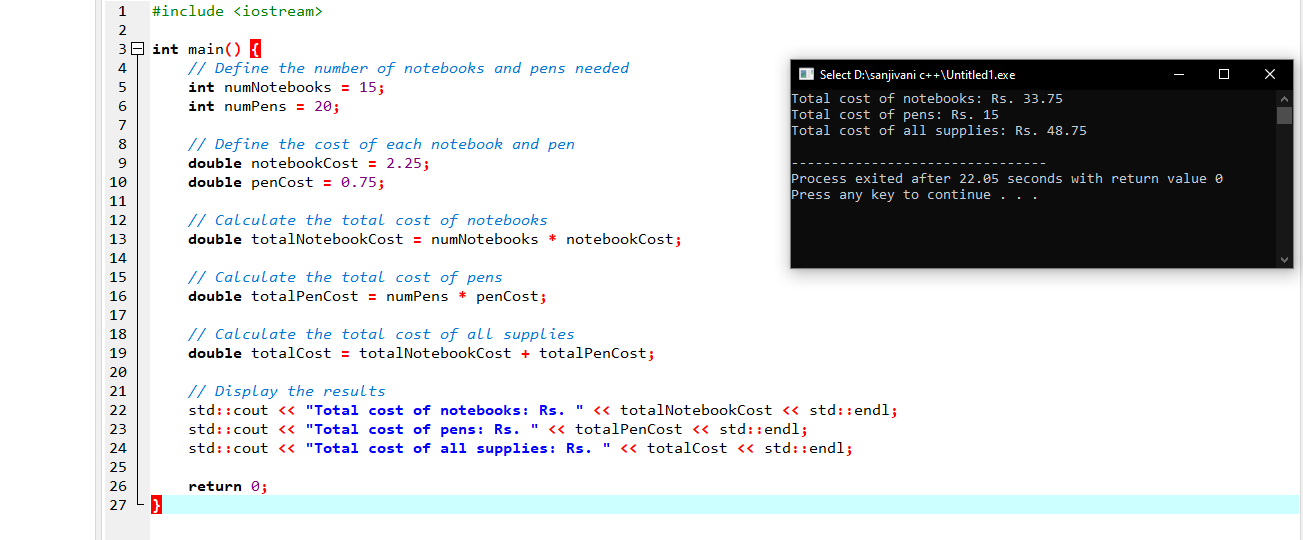 1 #include <iostream>
2
3 int main() {
4 // Define the number of notebooks and pens needed
5 int numNotebooks = 15;
6 int numPens = 20;
7
8 // Define the cost of each notebook and pen
9 double notebookCost = 2.25;
10 double penCost = 0.75;
11
12 // Calculate the total cost of notebooks
13 double totalNotebookCost = numNotebooks * notebookCost;
14
15 // Calculate the total cost of pens
16 double totalPenCost = numPens * penCost;
17
18 // Calculate the total cost of all supplies
19 double totalCost = totalNotebookCost + totalPenCost;
20
21 // Display the results
22 std::cout << "Total cost of notebooks: Rs. " << totalNotebookCost << std::endl;
23 std::cout << "Total cost of pens: Rs. " << totalPenCost << std::endl;
24 std::cout << "Total cost of all supplies: Rs. " << totalCost << std::endl;
25
26 return 0;
27 }
Select D:\sanjivani c++\Untitled1.exe
Total cost of notebooks: Rs. 33.75
Total cost of pens: Rs. 15
Total cost of all supplies: Rs. 48.75
--------------------------------
Process exited after 22.05 seconds with return value 0
Press any key to continue . . .